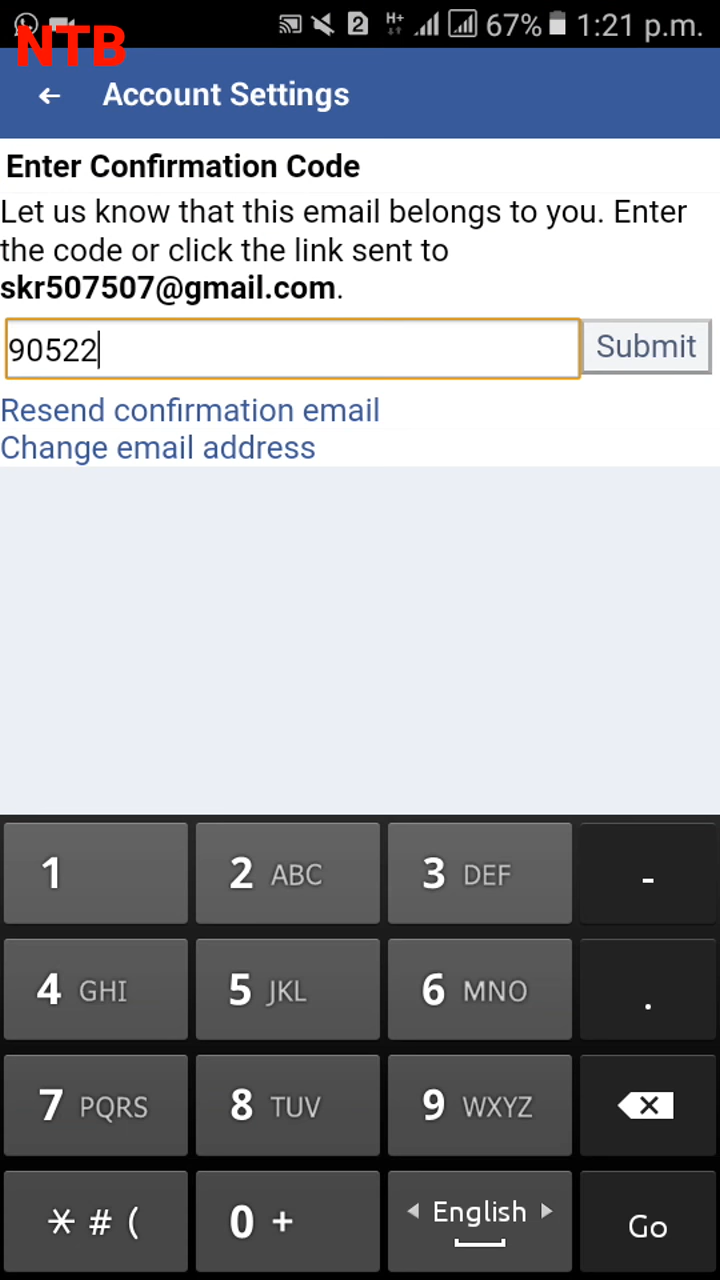 NTB
2 H+ 67% 1:21 p.m.
Account Settings
Enter Confirmation Code
Let us know that this email belongs to you. Enter
the code or click the link sent to
skr507507@gmail.com.
90522 Submit
Resend confirmation email
Change email address
1 2 ABC 3 DEF -
4 GHI 5 JKL 6 MNO .
7 PQRS 8 TUV 9 WXYZ
* # ( 0 + English Go